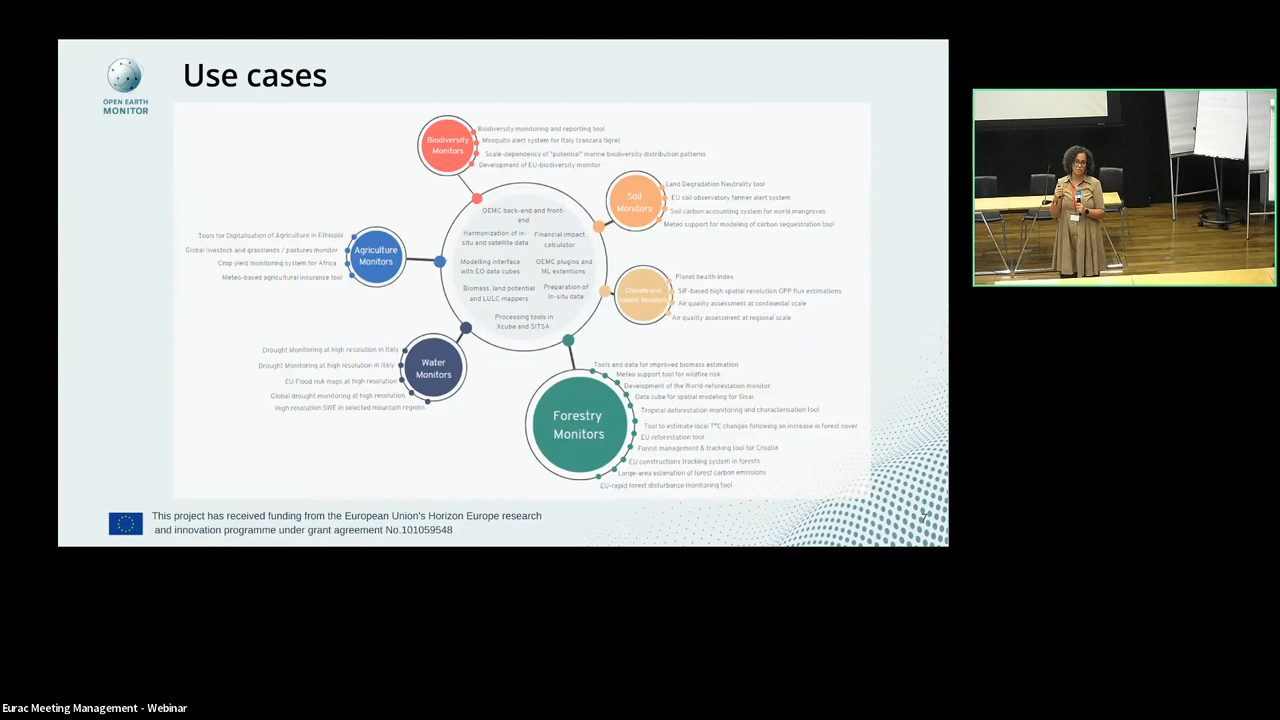 OPEN EARTH
MONITOR
Use cases
Biodiversity
Monitors
Biodiversity monitoring and reporting tool
Mosquito alert system for Italy (zanzara tigre)
Scale-dependency of "potential" marine biodiversity distribution patterns
Development of EU-biodiversity monitor
Soil
Monitors
Land Degradation Neutrality tool
EU soil observatory farmer alert system
Soil carbon accounting system for world mangroves
Meteo support for modeling of carbon sequestration tool
OEMC back-end and front-
end
Harmonization of in-
situ and satellite data
Financial impact
calculator
Modelling interface
with EO data cubes
OEMC plugins and
ML estentions
Biomass, land potential
and LULC mappers
Preparation of
in-situ data
Processing tools in
Xcube and SITSA
Agriculture
Monitors
Tools for Digitalisation of Agriculture in Ethiopia
Global livestock and grasslands / pastures monitor
Crop yield monitoring system for Africa
Meteo-based agricultural insurance tool
Climate and
Health Monitors
Planet health index
SIF-based high spatial resolution GPP flux estimations
Air quality assessment at continental scale
Air quality assessment at regional scale
Water
Monitors
Drought Monitoring at high resolution in Italy
Drought Monitoring at high resolution in Italy
EU Flood risk maps at high resolution
Global drought monitoring at high resolution
High resolution SWE in selected mountain regions
Forestry
Monitors
Tools and data for improved biomass estimation
Meteo support tool for wildfire risk
Development of the World-reforestation monitor
Data cube for spatial modeling for Sinai
Tropical deforestation monitoring and characterisation tool
Tool to estimate local T°C changes following an increase in forest cover
EU reforestation tool
Forest management & tracking tool for Croatia
EU constructions tracking system in forests
Large-area estimation of forest carbon emissions
EU-rapid forest disturbance monitoring tool
This project has received funding from the European Union's Horizon Europe research
and innovation programme under grant agreement No.101059548
Eurac Meeting Management - Webinar